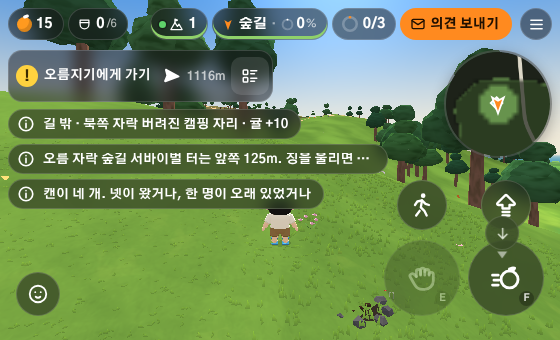 15
0/6
1
숲길 · 0%
0/3
의견 보내기
오름지기에게 가기
1116m
길 밖 · 북쪽 자락 버려진 캠핑 자리 · 귤 +10
오름 자락 숲길 서바이벌 터는 앞쪽 125m. 징을 울리면 ⋯
캔이 네 개. 넷이 왔거나, 한 명이 오래 있었거나
E
F